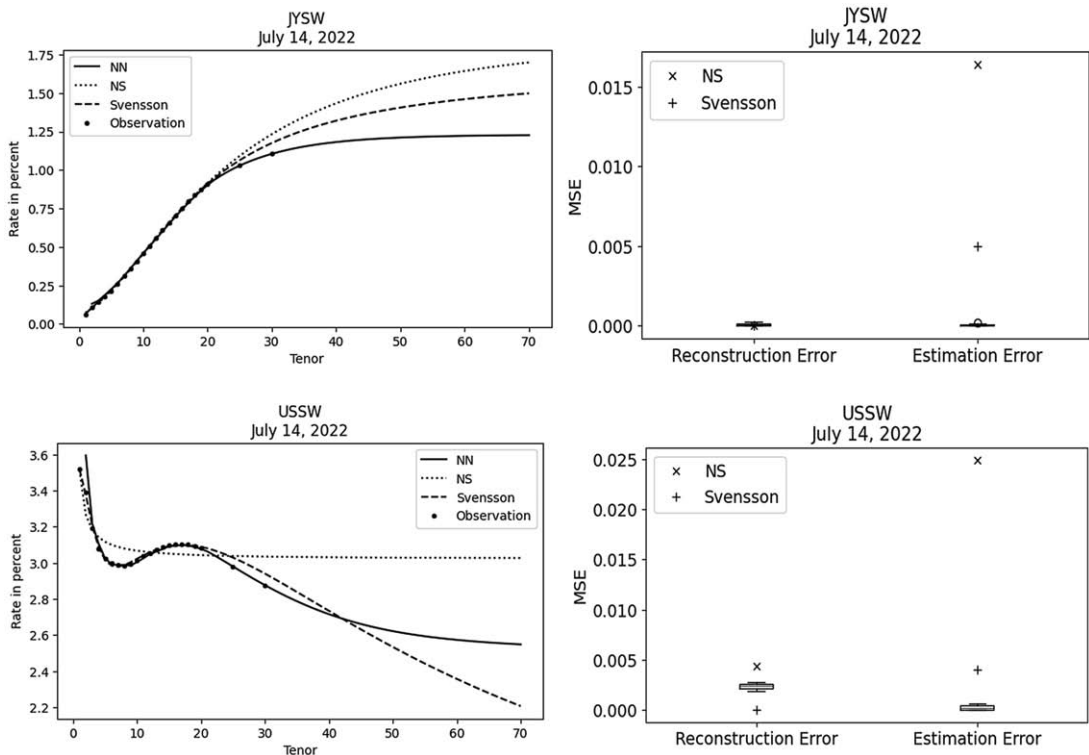 JYSW
July 14, 2022
1.75
1.50
1.25
1.00
0.75
0.50
0.25
0.00
Rate in percent
NN
NS
Svensson
Observation
0 10 20 30 40 50 60 70
Tenor
JYSW
July 14, 2022
0.015
0.010
0.005
0.000
MSE
NS
Svensson
Reconstruction Error Estimation Error
USSW
July 14, 2022
3.6
3.4
3.2
3.0
2.8
2.6
2.4
2.2
Rate in percent
NN
NS
Svensson
Observation
0 10 20 30 40 50 60 70
Tenor
USSW
July 14, 2022
0.025
0.020
0.015
0.010
0.005
0.000
MSE
NS
Svensson
Reconstruction Error Estimation Error